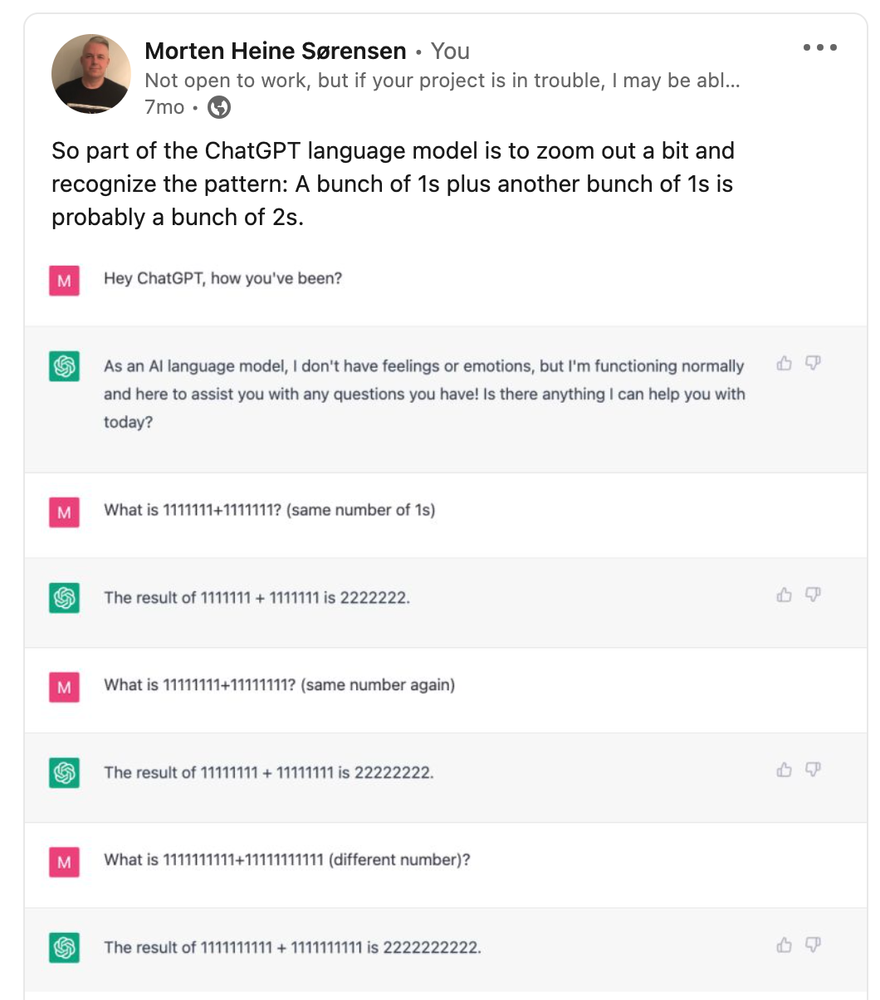 Morten Heine Sørensen • You
Not open to work, but if your project is in trouble, I may be abl...
7mo •
So part of the ChatGPT language model is to zoom out a bit and
recognize the pattern: A bunch of 1s plus another bunch of 1s is
probably a bunch of 2s.
M
Hey ChatGPT, how you've been?
As an AI language model, I don't have feelings or emotions, but I'm functioning normally
and here to assist you with any questions you have! Is there anything I can help you with
today?
M
What is 1111111+1111111? (same number of 1s)
The result of 1111111 + 1111111 is 2222222.
M
What is 11111111+11111111? (same number again)
The result of 11111111 + 11111111 is 22222222.
M
What is 1111111111+11111111111 (different number)?
The result of 1111111111 + 1111111111 is 2222222222.